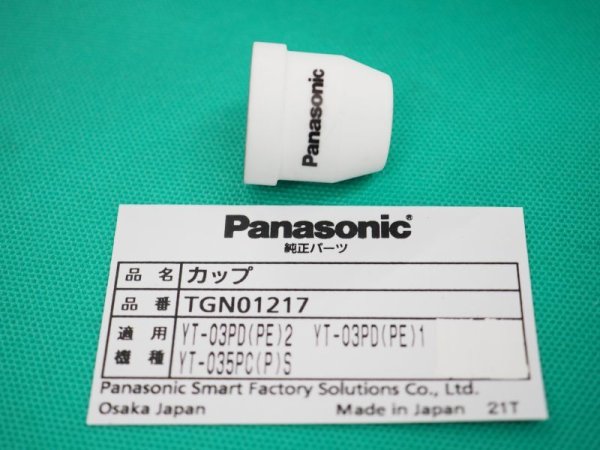 Panasonic
Panasonic®
純正パーツ
品 名 カップ
品 番 TGN01217
適 用 YT-03PD(PE)2 YT-03PD(PE)1
機 種 YT-035PC(P)S
Panasonic Smart Factory Solutions Co., Ltd.
Osaka Japan Made in Japan 21T